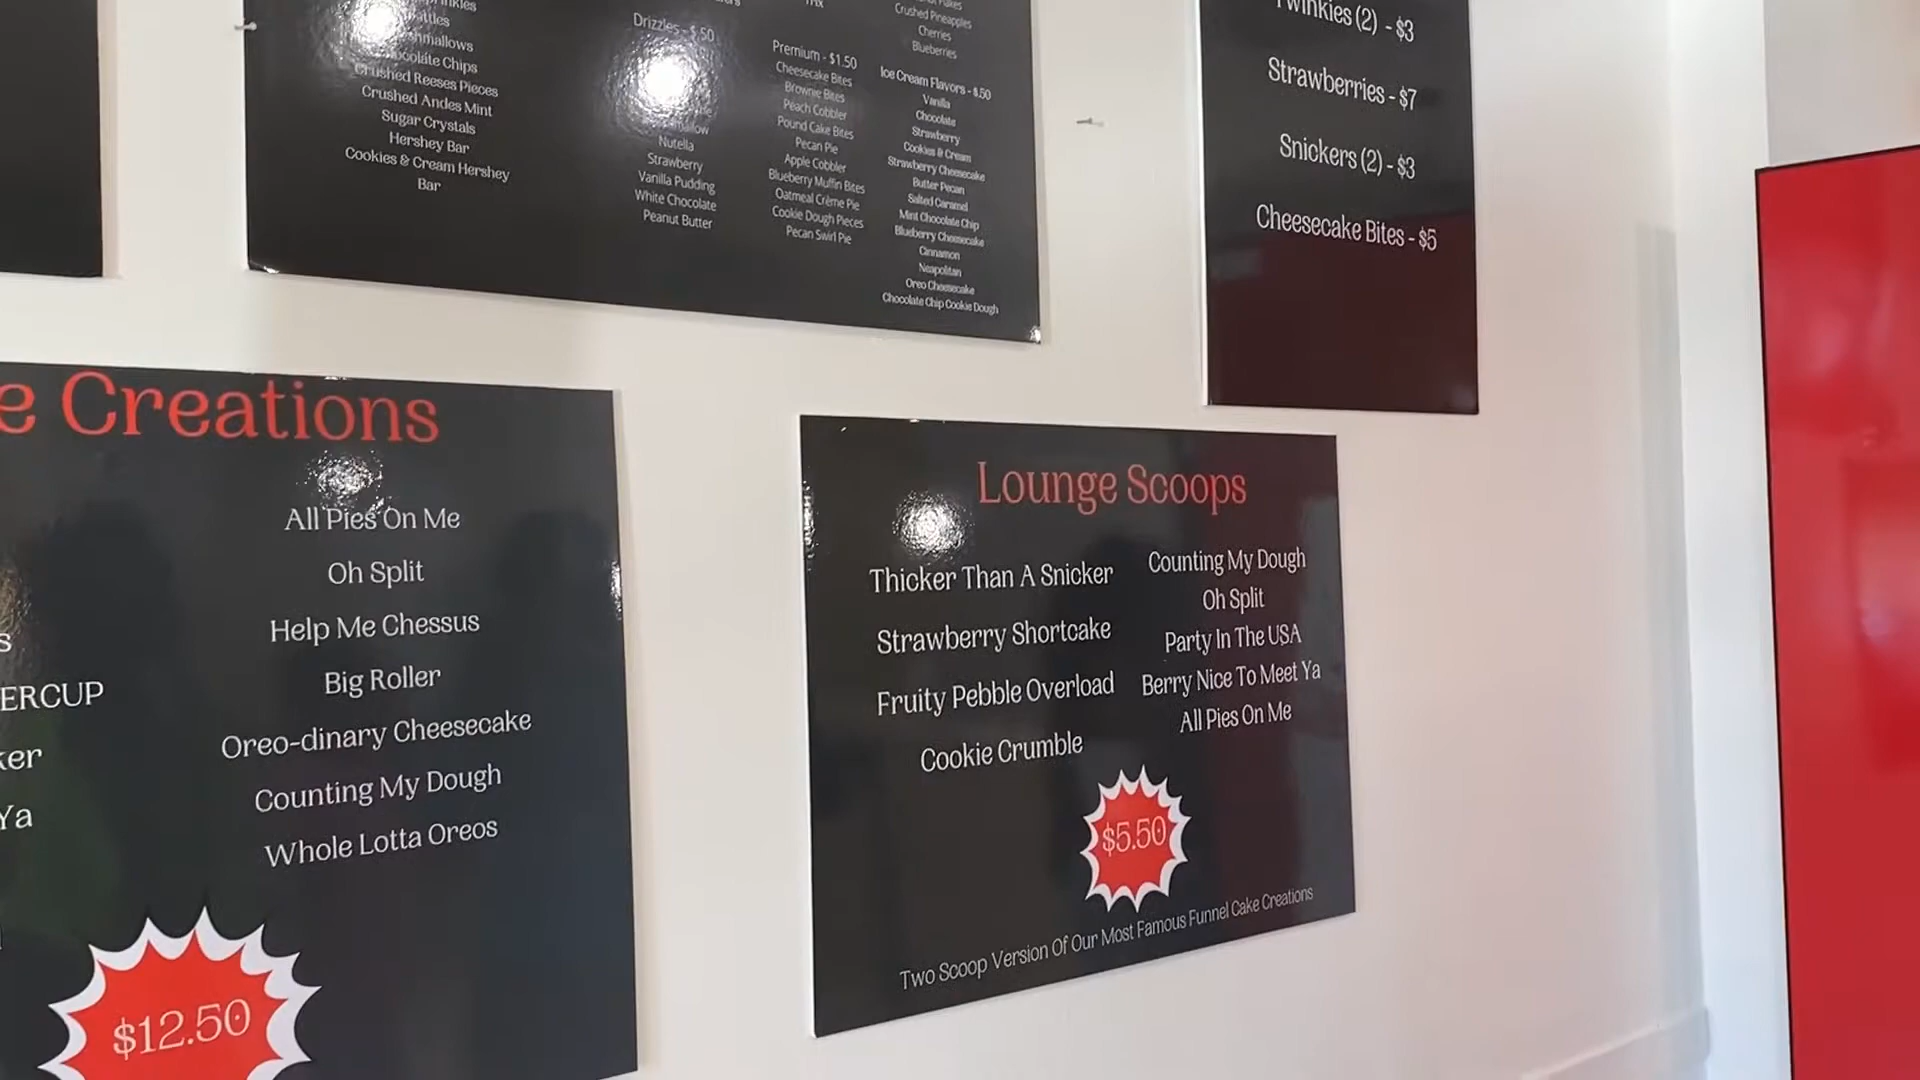 Chocolate Chips
Crushed Reeses Pieces
Crushed Andes Mint
Sugar Crystals
Hershey Bar
Cookies & Cream Hershey
Bar
Drizzles - $.50
Nutella
Strawberry
Vanilla Pudding
White Chocolate
Peanut Butter
Premium - $1.50
Cheesecake Bites
Brownie Bites
Peach Cobbler
Pound Cake Bites
Pecan Pie
Apple Cobbler
Blueberry Muffin Bites
Oatmeal Crème Pie
Cookie Dough Pieces
Pecan Swirl Pie
Crushed Pineapples
Cherries
Blueberries
Ice Cream Flavors - $.50
Vanilla
Chocolate
Strawberry
Cookies & Cream
Strawberry Cheesecake
Butter Pecan
Salted Caramel
Mint Chocolate Chip
Blueberry Cheesecake
Cinnamon
Neapolitan
Oreo Cheesecake
Chocolate Chip Cookie Dough
Twinkies (2) - $3
Strawberries - $7
Snickers (2) - $3
Cheesecake Bites - $5
e Creations
ERCUP
ker
Ya
All Pies On Me
Oh Split
Help Me Chessus
Big Roller
Oreo-dinary Cheesecake
Counting My Dough
Whole Lotta Oreos
$12.50
Lounge Scoops
Thicker Than A Snicker
Strawberry Shortcake
Fruity Pebble Overload
Cookie Crumble
Counting My Dough
Oh Split
Party In The USA
Berry Nice To Meet Ya
All Pies On Me
$5.50
Two Scoop Version Of Our Most Famous Funnel Cake Creations